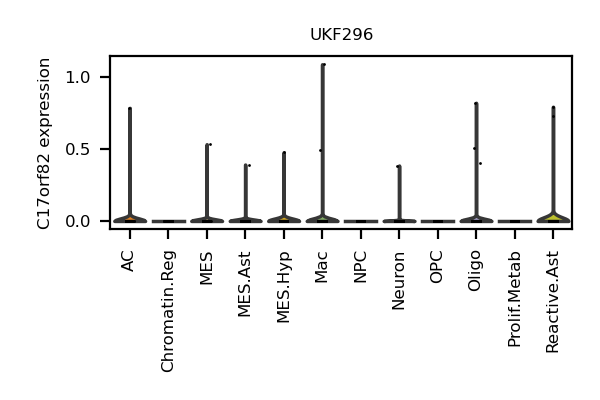 UKF296
C17orf82 expression
1.0
0.5
0.0
AC
Chromatin.Reg
MES
MES.Ast
MES.Hyp
Mac
NPC
Neuron
OPC
Oligo
Prolif.Metab
Reactive.Ast